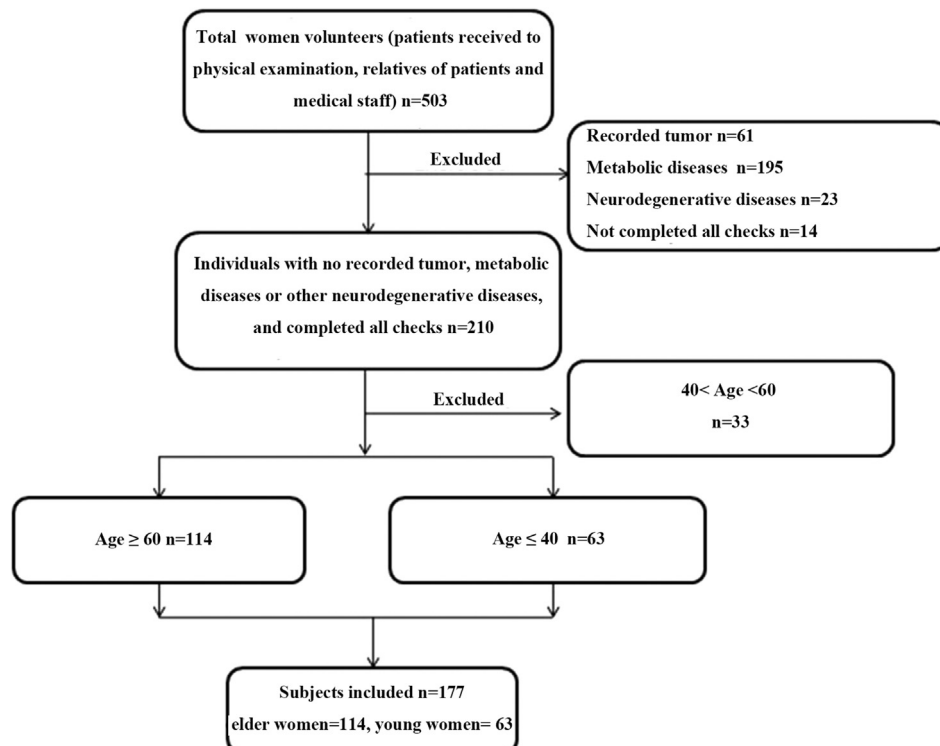 Total women volunteers (patients received to
physical examination, relatives of patients and
medical staff) n=503
Excluded
Recorded tumor n=61
Metabolic diseases n=195
Neurodegenerative diseases n=23
Not completed all checks n=14
Individuals with no recorded tumor, metabolic
diseases or other neurodegenerative diseases,
and completed all checks n=210
Excluded
40< Age <60
n=33
Age ≥ 60 n=114
Age ≤ 40 n=63
Subjects included n=177
elder women=114, young women= 63